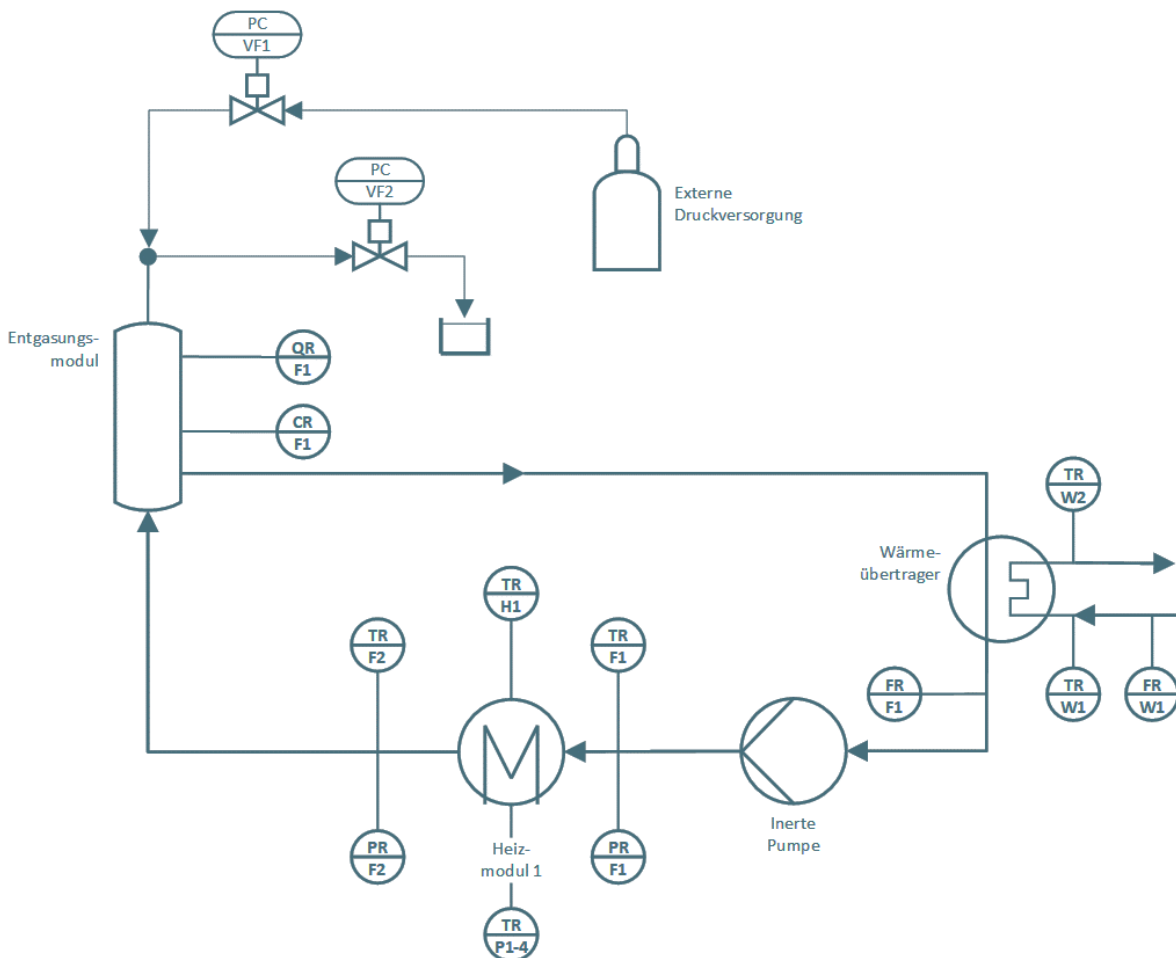 PC
VF1
PC
VF2
Externe
Druckversorgung
Entgasungs-
modul
QR
F1
CR
F1
TR
W2
Wärme-
übertrager
TR
H1
TR
F2
TR
F1
FR
F1
TR
W1
FR
W1
Inerte
Pumpe
PR
F2
Heiz-
modul 1
PR
F1
TR
P1-4